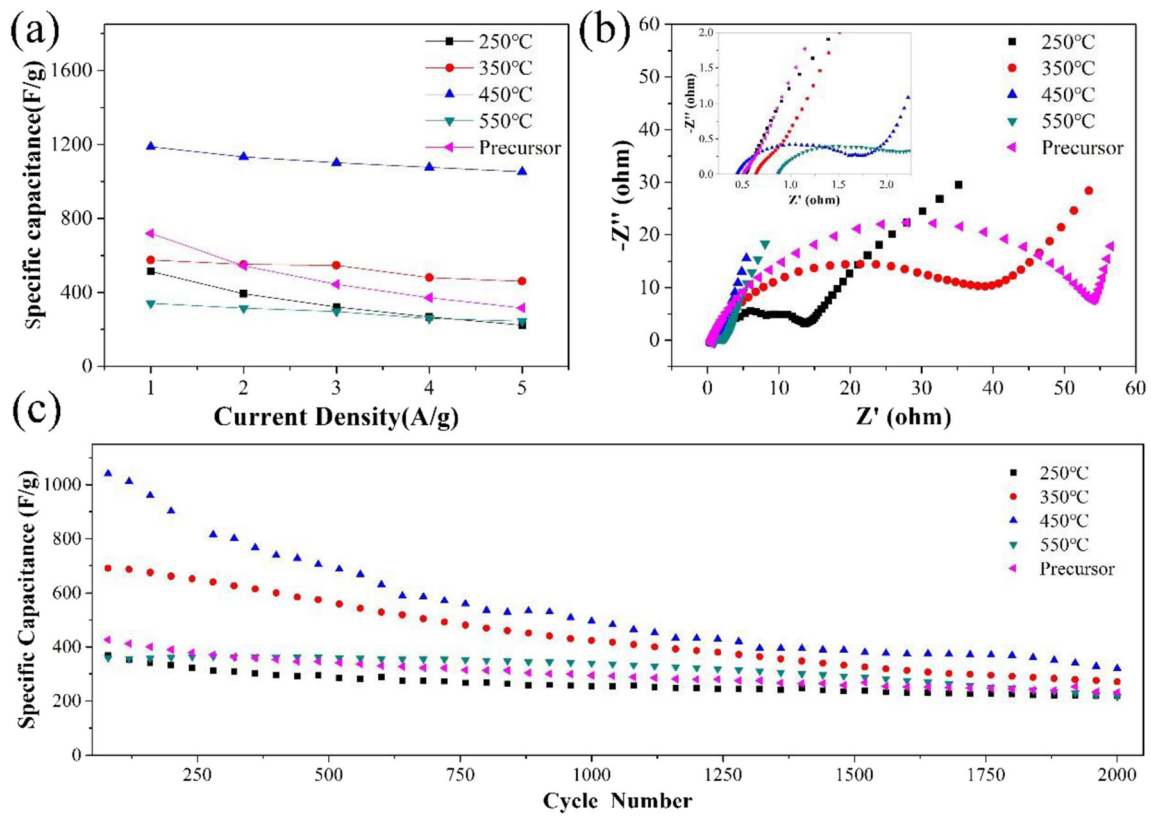 (a)
Specific capacitance(F/g)
1600
1200
800
400
0
250℃
350℃
450℃
550℃
Precursor
1 2 3 4 5
Current Density(A/g)
(b)
-Z'' (ohm)
60
50
40
30
20
10
0
250℃
350℃
450℃
550℃
Precursor
-Z'' (ohm)
2.0
1.5
1.0
0.5
0.0
0.5 1.0 1.5 2.0
Z' (ohm)
0 10 20 30 40 50 60
Z' (ohm)
(c)
Specific Capacitance (F/g)
1000
800
600
400
200
0
250℃
350℃
450℃
550℃
Precursor
250 500 750 1000 1250 1500 1750 2000
Cycle Number